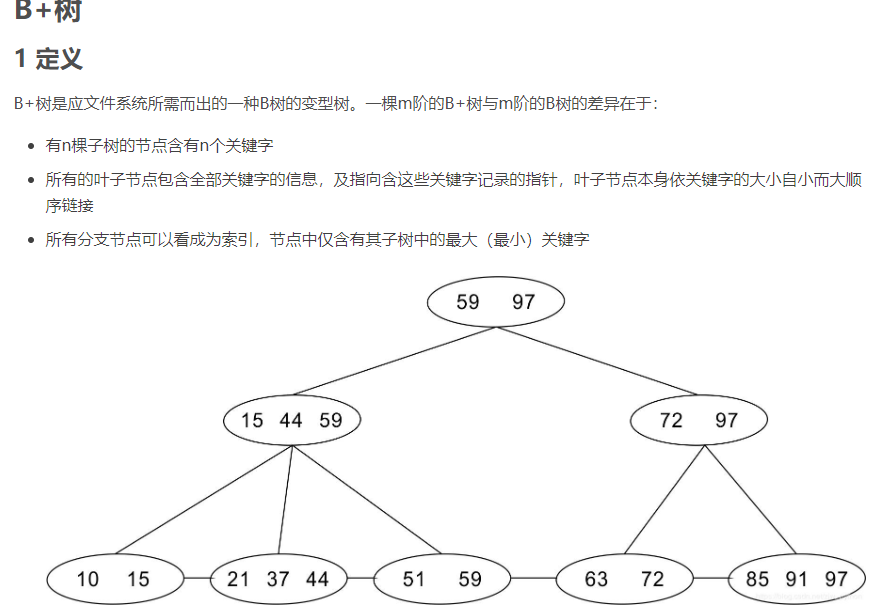 B+树
1 定义
B+树是应文件系统所需而出的一种B树的变型树。一棵m阶的B+树与m阶的B树的差异在于：
有n棵子树的节点含有n个关键字
所有的叶子节点包含全部关键字的信息，及指向含这些关键字记录的指针，叶子节点本身依关键字的大小自小而大顺
序链接
所有分支节点可以看成为索引，节点中仅含有其子树中的最大（最小）关键字
59 97
15 44 59 72 97
10 15 21 37 44 51 59 63 72 85 91 97